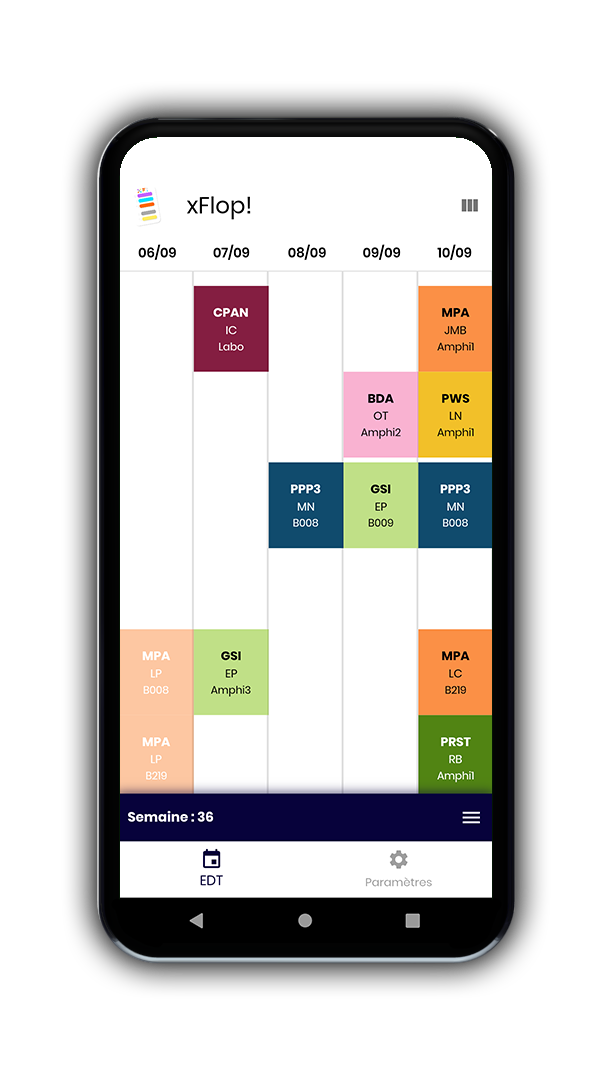 xFlop!
06/09 07/09 08/09 09/09 10/09
CPAN
IC
Labo
MPA
JMB
Amphi1
BDA
OT
Amphi2
PWS
LN
Amphi1
PPP3
MN
B008
GSI
EP
B009
PPP3
MN
B008
MPA
LP
B008
GSI
EP
Amphi3
MPA
LC
B219
MPA
LP
B219
PRST
RB
Amphi1
Semaine : 36
EDT
Paramètres